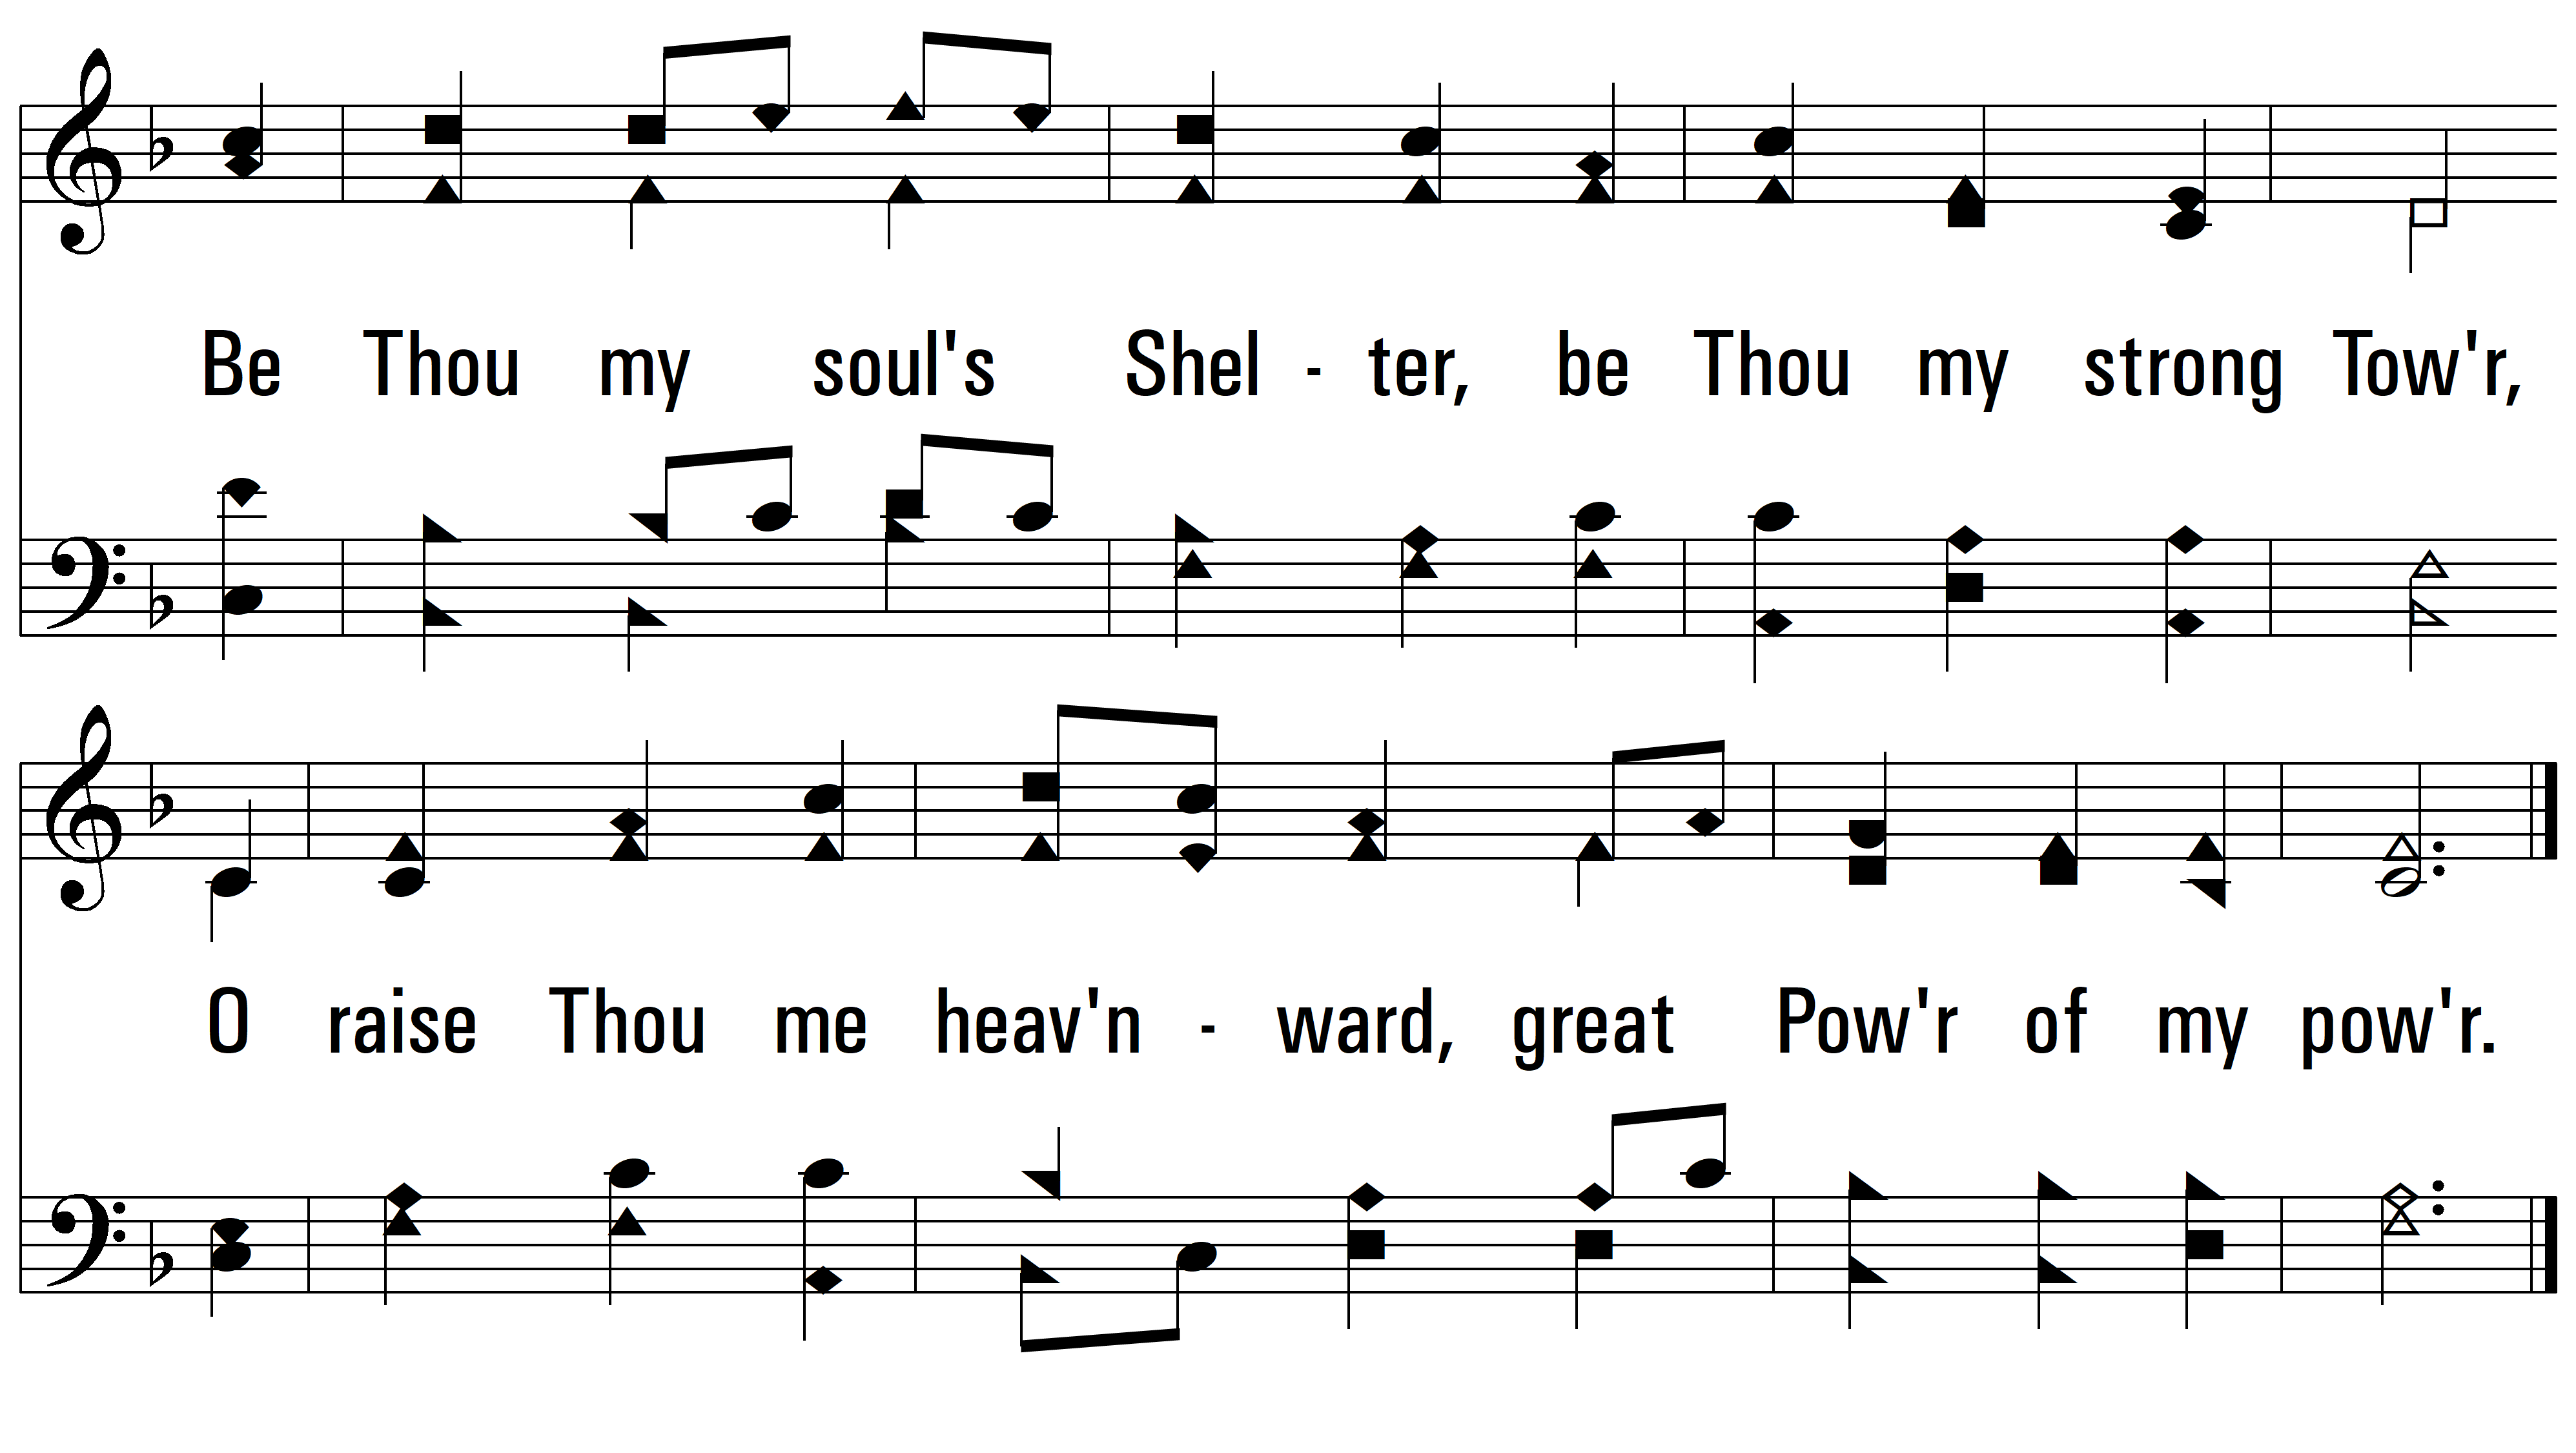 Be Thou my soul's Shel - ter, be Thou my strong Tow'r,
O raise Thou me heav'n - ward, great Pow'r of my pow'r.